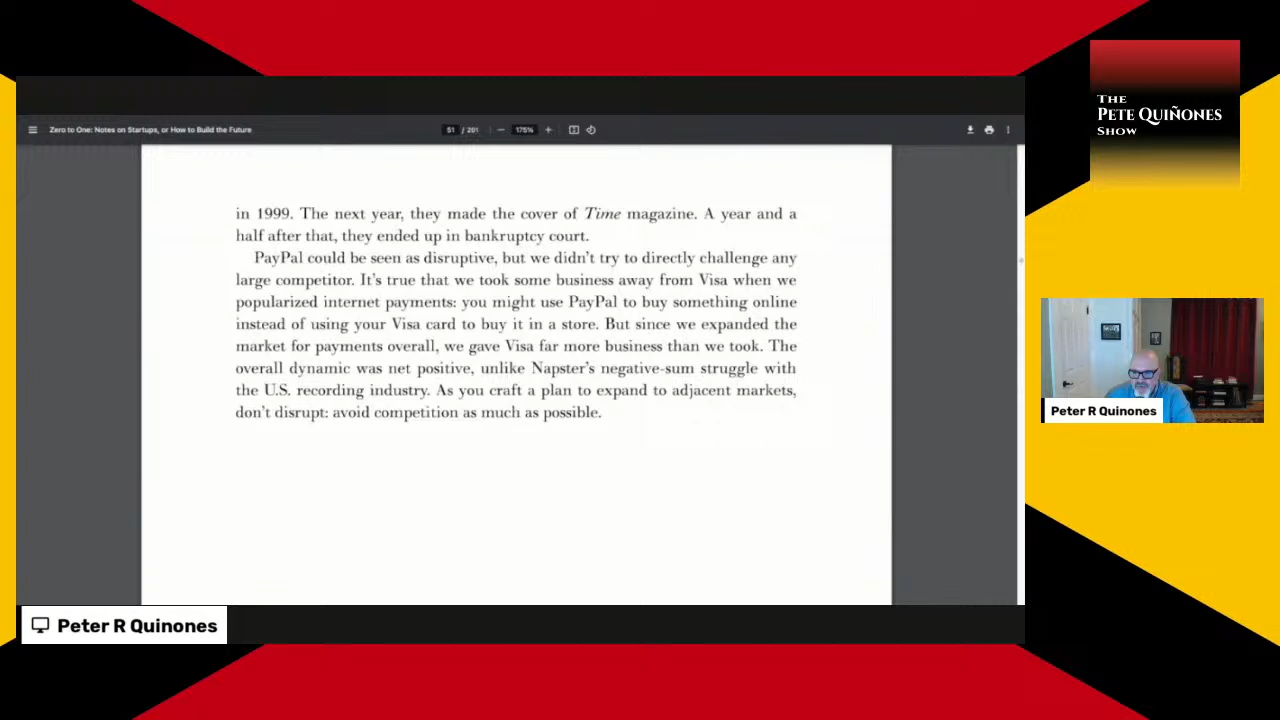 THE
PETE QUIÑONES
SHOW
Zero to One: Notes on Startups, or How to Build the Future
51 / 201
175%
in 1999. The next year, they made the cover of Time magazine. A year and a
half after that, they ended up in bankruptcy court.
PayPal could be seen as disruptive, but we didn't try to directly challenge any
large competitor. It's true that we took some business away from Visa when we
popularized internet payments: you might use PayPal to buy something online
instead of using your Visa card to buy it in a store. But since we expanded the
market for payments overall, we gave Visa far more business than we took. The
overall dynamic was net positive, unlike Napster's negative-sum struggle with
the U.S. recording industry. As you craft a plan to expand to adjacent markets,
don't disrupt: avoid competition as much as possible.
Peter R Quinones
Peter R Quinones